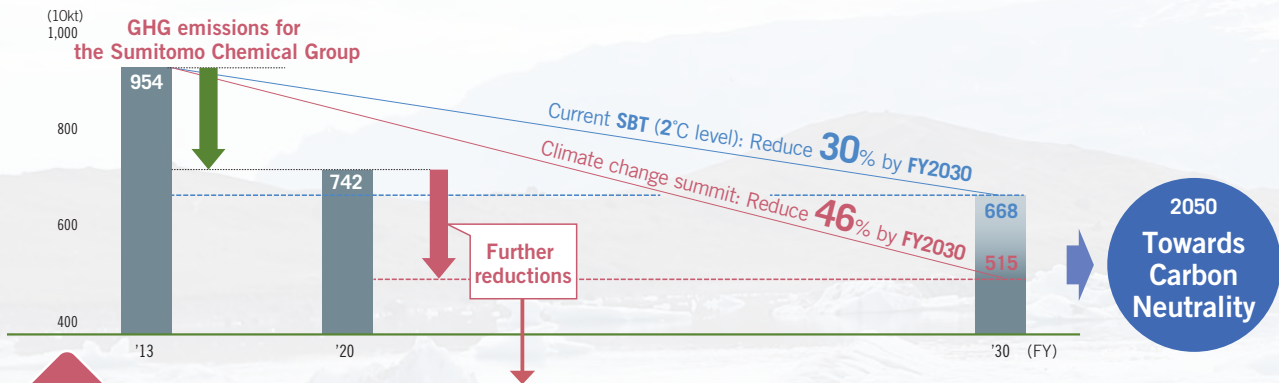 (10kt)
1,000
GHG emissions for
the Sumitomo Chemical Group
954
800
Current SBT (2˚C level): Reduce 30% by FY2030
Climate change summit: Reduce 46% by FY2030
742
668
600
Further
reductions
515
2050
Towards
Carbon
Neutrality
400
'13
'20
'30 (FY)